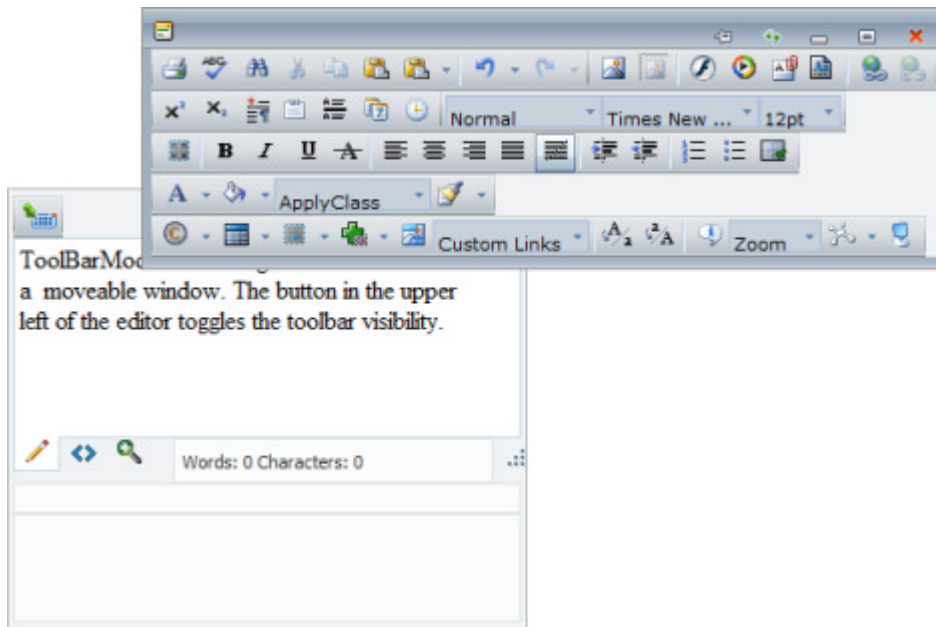 Normal Times New ... 12pt
B I U A
A ApplyClass
Custom Links Zoom
ToolBarMod
a moveable window. The button in the upper
left of the editor toggles the toolbar visibility.
Words: 0 Characters: 0